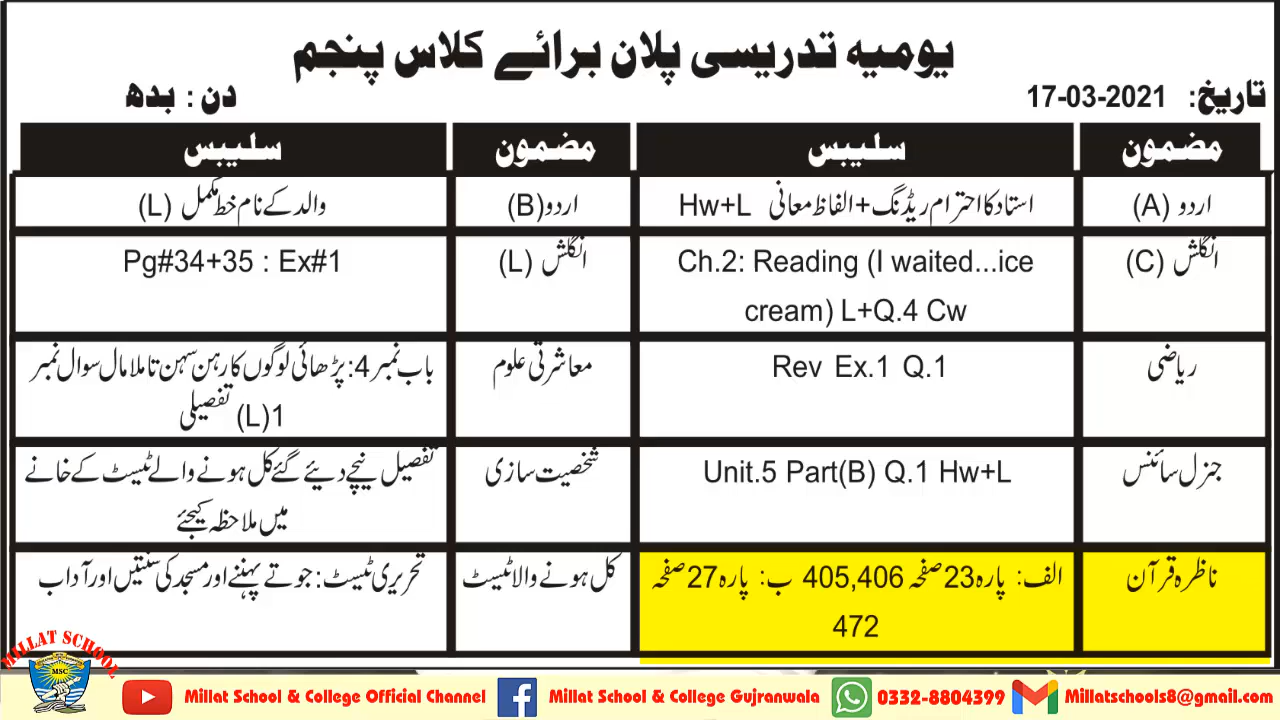 یومیہ تدریسی پلان برائے کلاس پنجم
تاریخ: 17-03-2021
دن : بدھ
مضمون سلیبس مضمون سلیبس
اردو (A) استاد کا احترام ریڈنگ + الفاظ معانی Hw+L اردو(B) والد کے نام خط مکمل (L)
انگلش (C) Ch.2: Reading (I waited...ice
cream) L+Q.4 Cw
انگلش (L) Pg#34+35 : Ex#1
ریاضی Rev Ex.1 Q.1 معاشرتی علوم باب نمبر 4: پڑھائی لوگوں کا رہن سہن تا ملا مال سوال نمبر
1(L) تفصیلی
جنرل سائنس Unit.5 Part(B) Q.1 Hw+L شخصیت سازی تفصیل نیچے دیئے گئے کل ہونے والے ٹیسٹ کے خانے
میں ملاحظہ کیجئے
ناظرہ قرآن الف: پارہ 23 صفحہ 405,406 ب: پارہ 27 صفحہ
472
کل ہونے والا ٹیسٹ تحریری ٹیسٹ: جوتے پہننے اور مسجد کی سنتیں اور آداب
MILLAT SCHOOL
MSC
Millat School & College Official Channel
Millat School & College Gujranwala
0332-8804399
Millatschools8@gmail.com